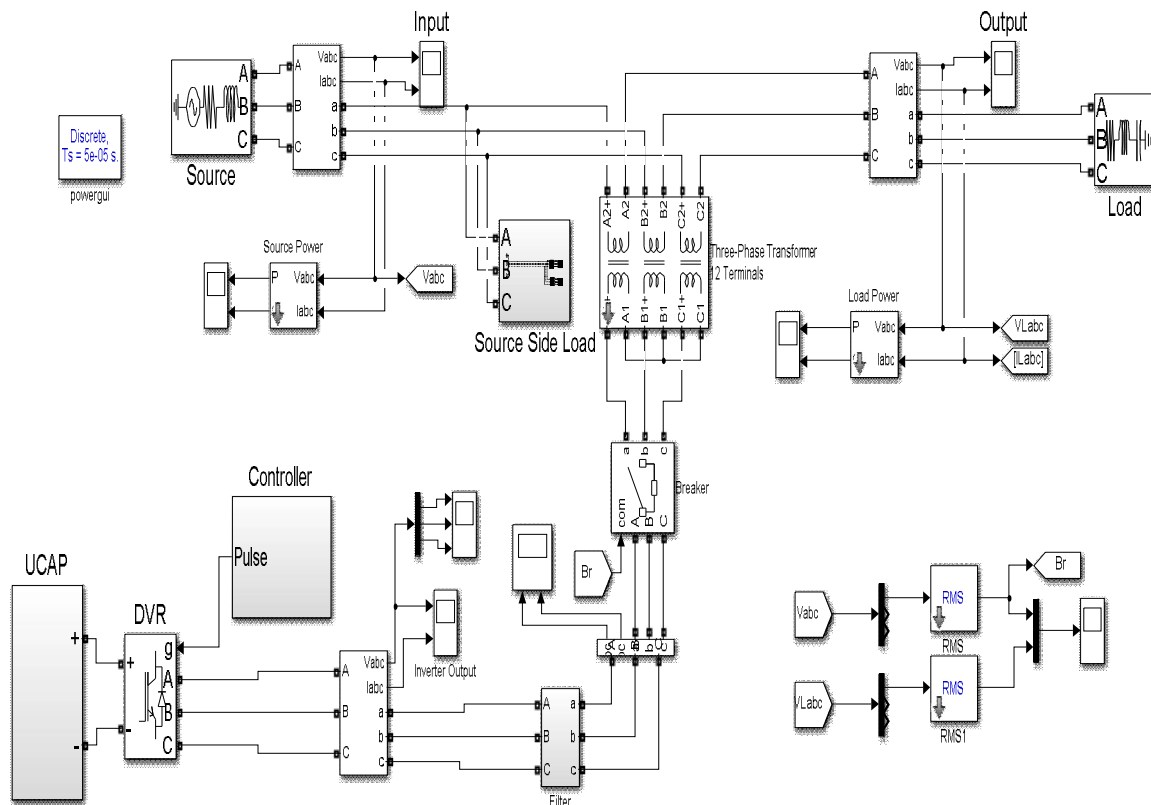 Input
Output
Vabc
Iabc
A
B
C
A
B
C
a
b
c
Source
Discrete,
Ts = 5e-05 s.
powergui
A
B
C
Vabc
Iabc
a
b
c
A
B
C
Load
A2+
A2
B2+
B2
C2+
C2
A1
B1+
B1
C1+
C1
Three-Phase Transformer
12 Terminals
Source Power
P
Vabc
Iabc
Vabc
A
B
C
Source Side Load
Load Power
P
Vabc
Iabc
VLabc
[ILabc]
a
b
c
com
A
B
C
Breaker
Br
Controller
Pulse
UCAP
+
-
DVR
+
-
g
A
B
C
A
B
C
Vabc
Iabc
a
b
c
Inverter Output
A
B
C
a
b
c
Filter
Vabc
RMS
RMS
Br
VLabc
RMS
RMS1